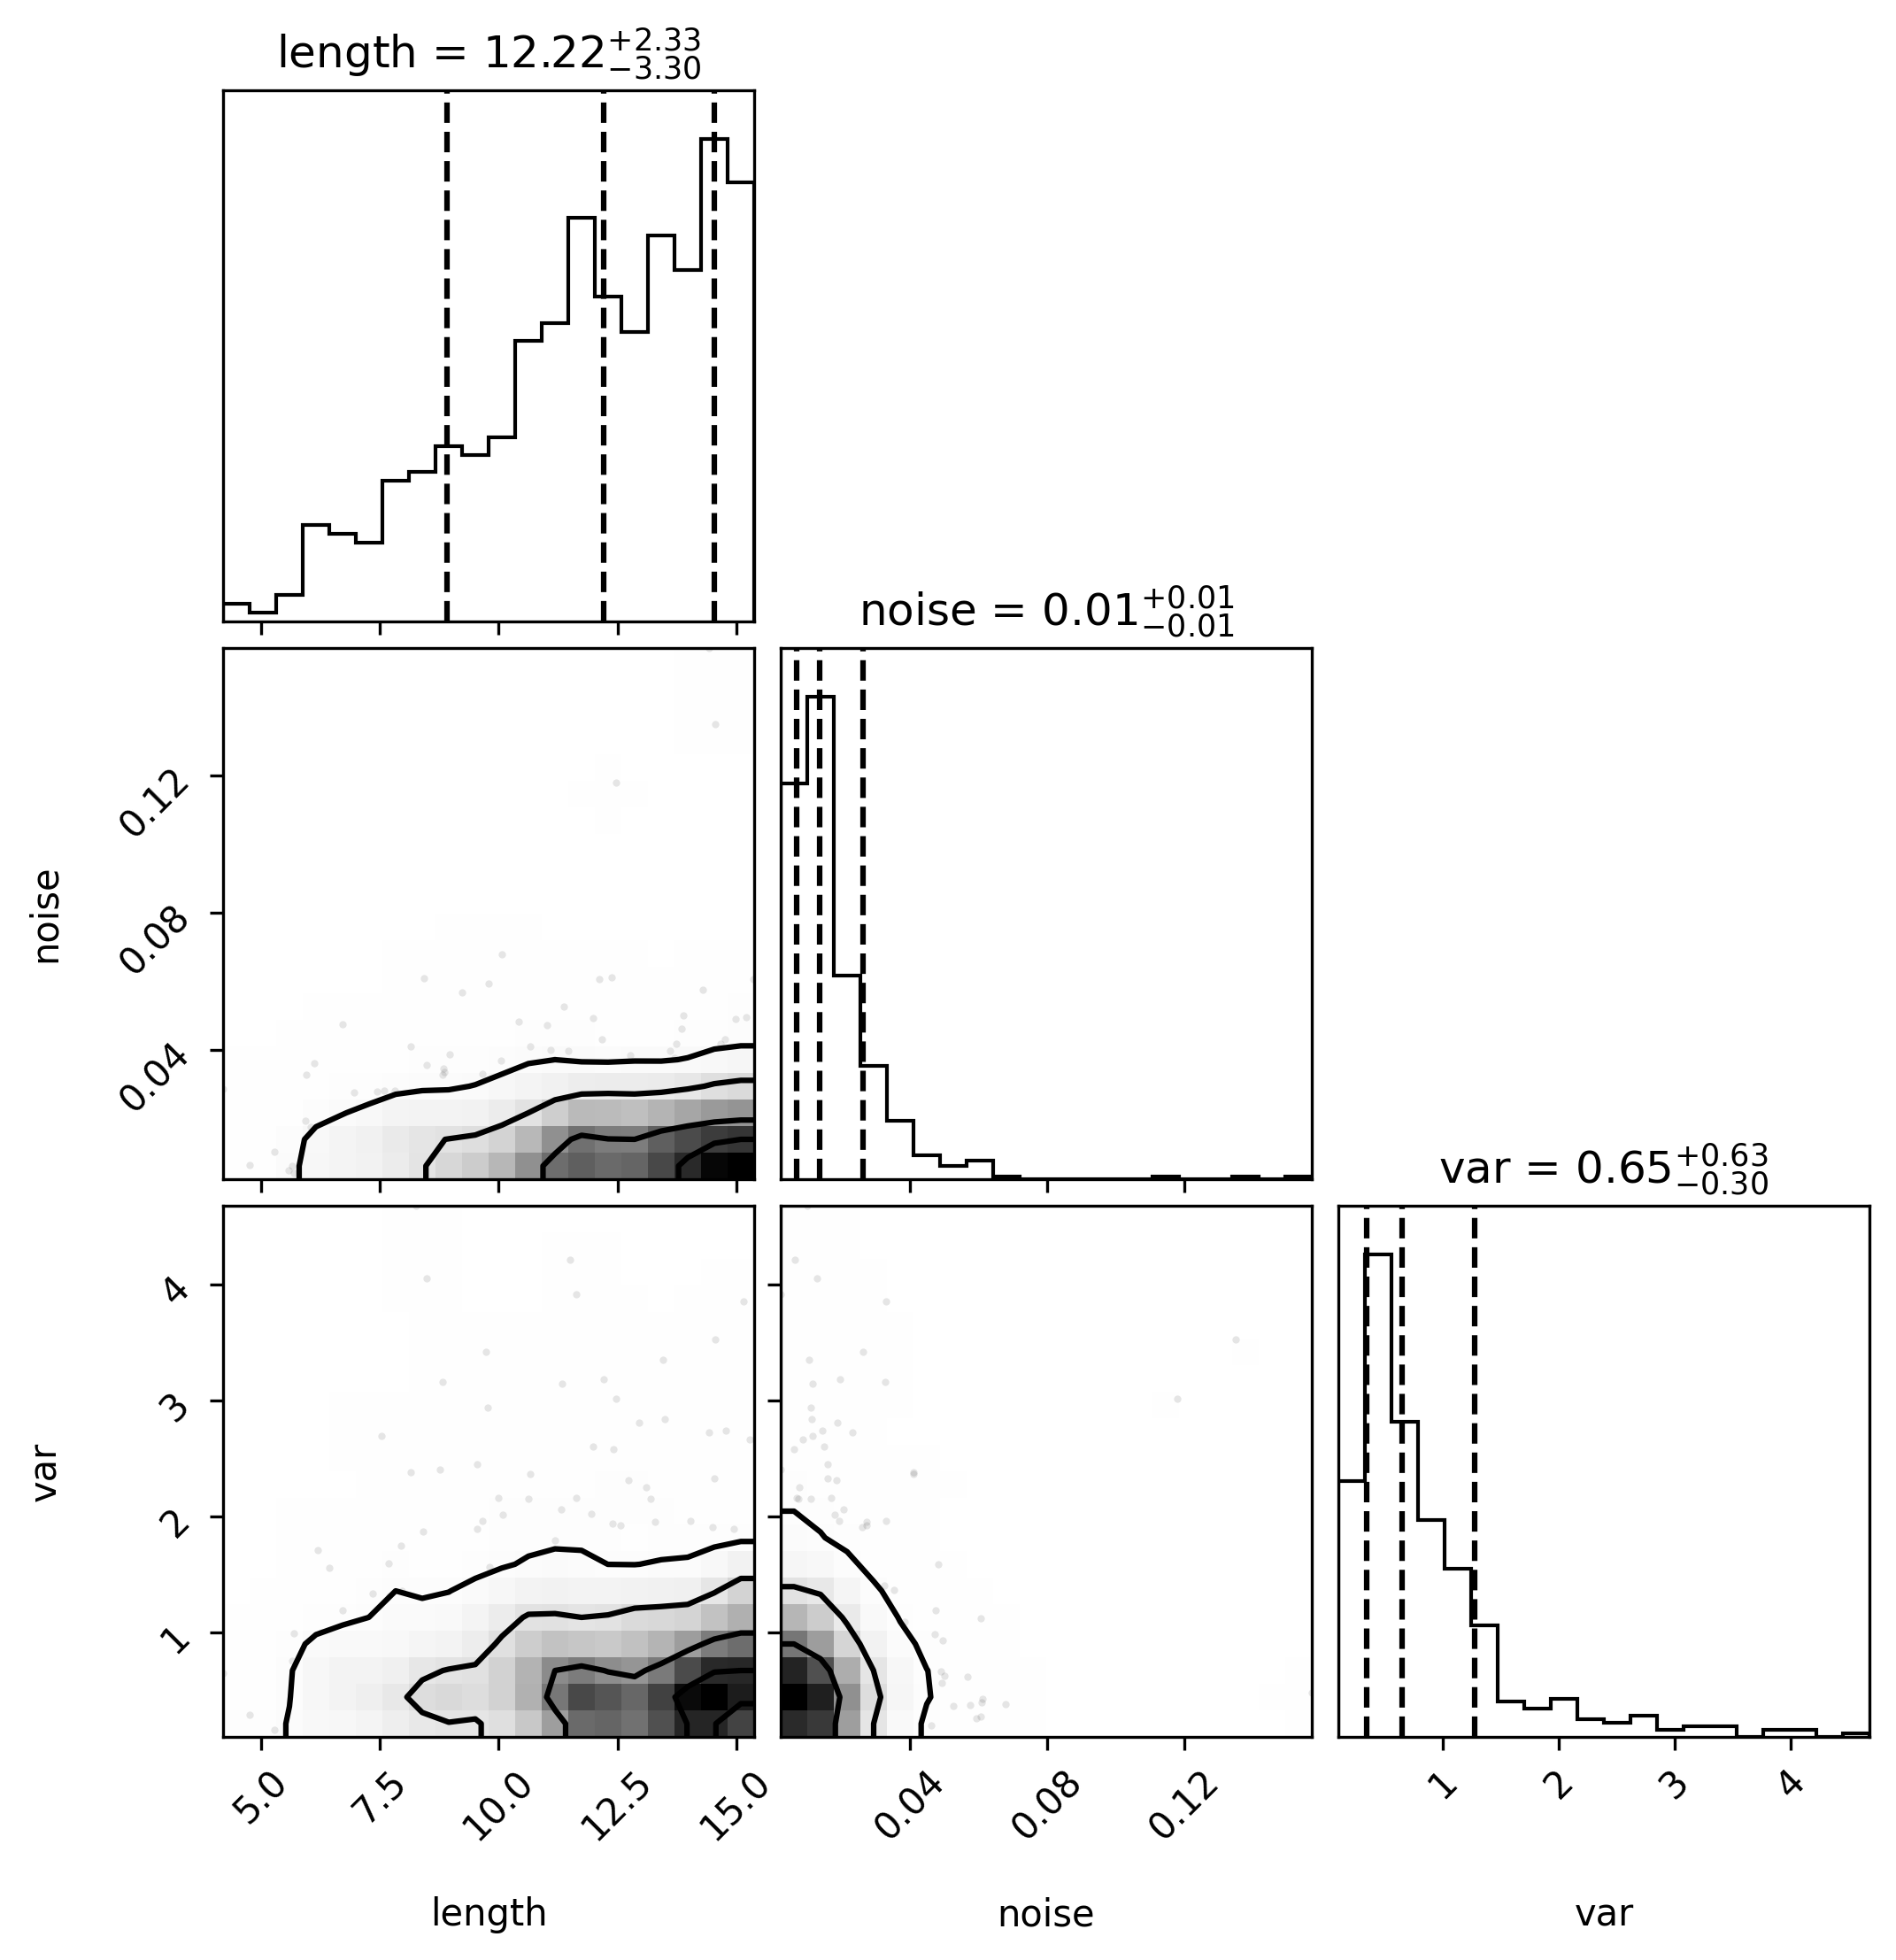 length = 12.22+2.33−3.30
noise = 0.01+0.01−0.01
0.12
0.08
0.04
noise
var = 0.65+0.63−0.30
4
3
2
1
var
5.0 7.5 10.0 12.5 15.0 0.04 0.08 0.12 1 2 3 4
length noise var